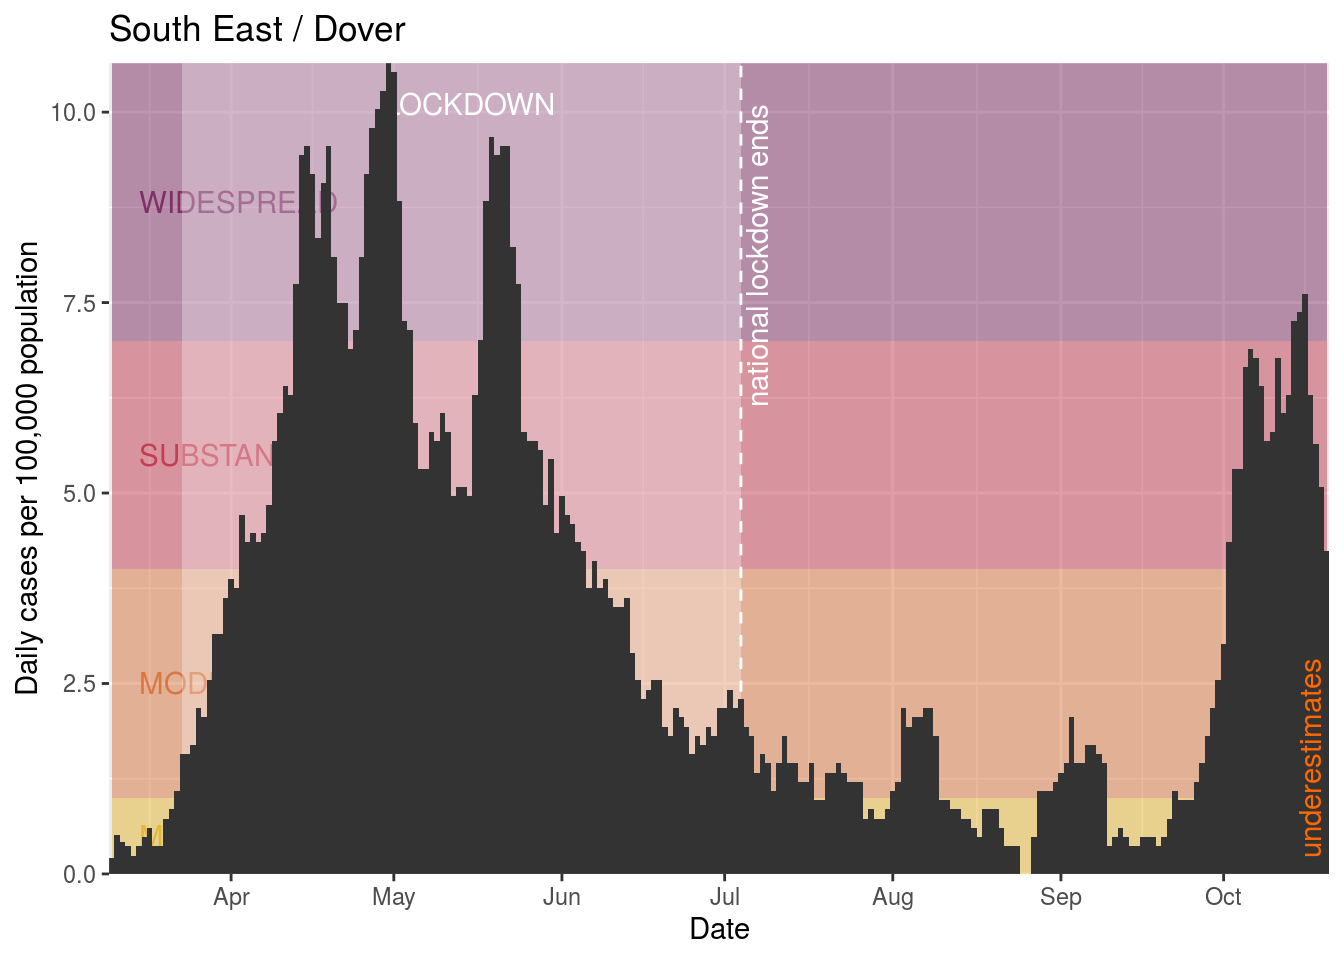 South East / Dover
Daily cases per 100,000 population
10.0
7.5
5.0
2.5
0.0
LOCKDOWN
WIDESPREAD
SUBSTAN
MOD
M
national lockdown ends
underestimates
Apr
May
Jun
Jul
Aug
Sep
Oct
Date